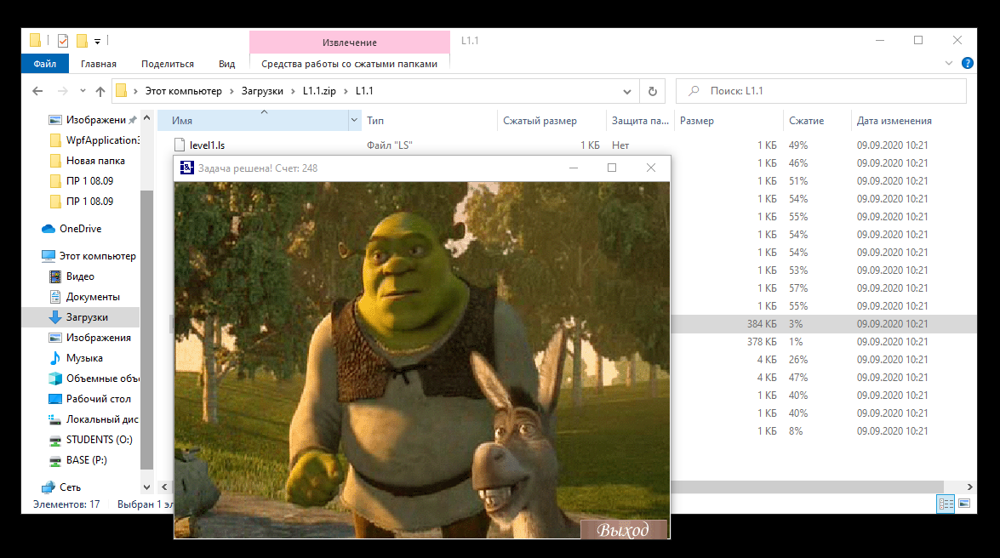 Извлечение
L1.1
Файл
Главная
Поделиться
Вид
Средства работы со сжатыми папками
?
Этот компьютер > Загрузки > L1.1.zip > L1.1
Поиск: L1.1
Изображени
WpfApplication3
Новая папка
ПР 1 08.09
ПР 1 08.09
OneDrive
Этот компьютер
Видео
Документы
Загрузки
Изображения
Музыка
Объемные объ
Рабочий стол
Локальный дис
STUDENTS (O:)
BASE (P:)
Сеть
Имя Тип Сжатый размер Защита па... Размер Сжатие Дата изменения
level1.ls Файл "LS" 1 КБ Нет 1 КБ 49% 09.09.2020 10:21
1 КБ 46% 09.09.2020 10:21
1 КБ 51% 09.09.2020 10:21
1 КБ 54% 09.09.2020 10:21
1 КБ 55% 09.09.2020 10:21
1 КБ 54% 09.09.2020 10:21
1 КБ 54% 09.09.2020 10:21
1 КБ 53% 09.09.2020 10:21
1 КБ 57% 09.09.2020 10:21
1 КБ 55% 09.09.2020 10:21
384 КБ 3% 09.09.2020 10:21
378 КБ 1% 09.09.2020 10:21
4 КБ 26% 09.09.2020 10:21
4 КБ 47% 09.09.2020 10:21
1 КБ 40% 09.09.2020 10:21
1 КБ 40% 09.09.2020 10:21
1 КБ 8% 09.09.2020 10:21
Задача решена! Счет: 248
Выход
Элементов: 17 Выбран 1 эл